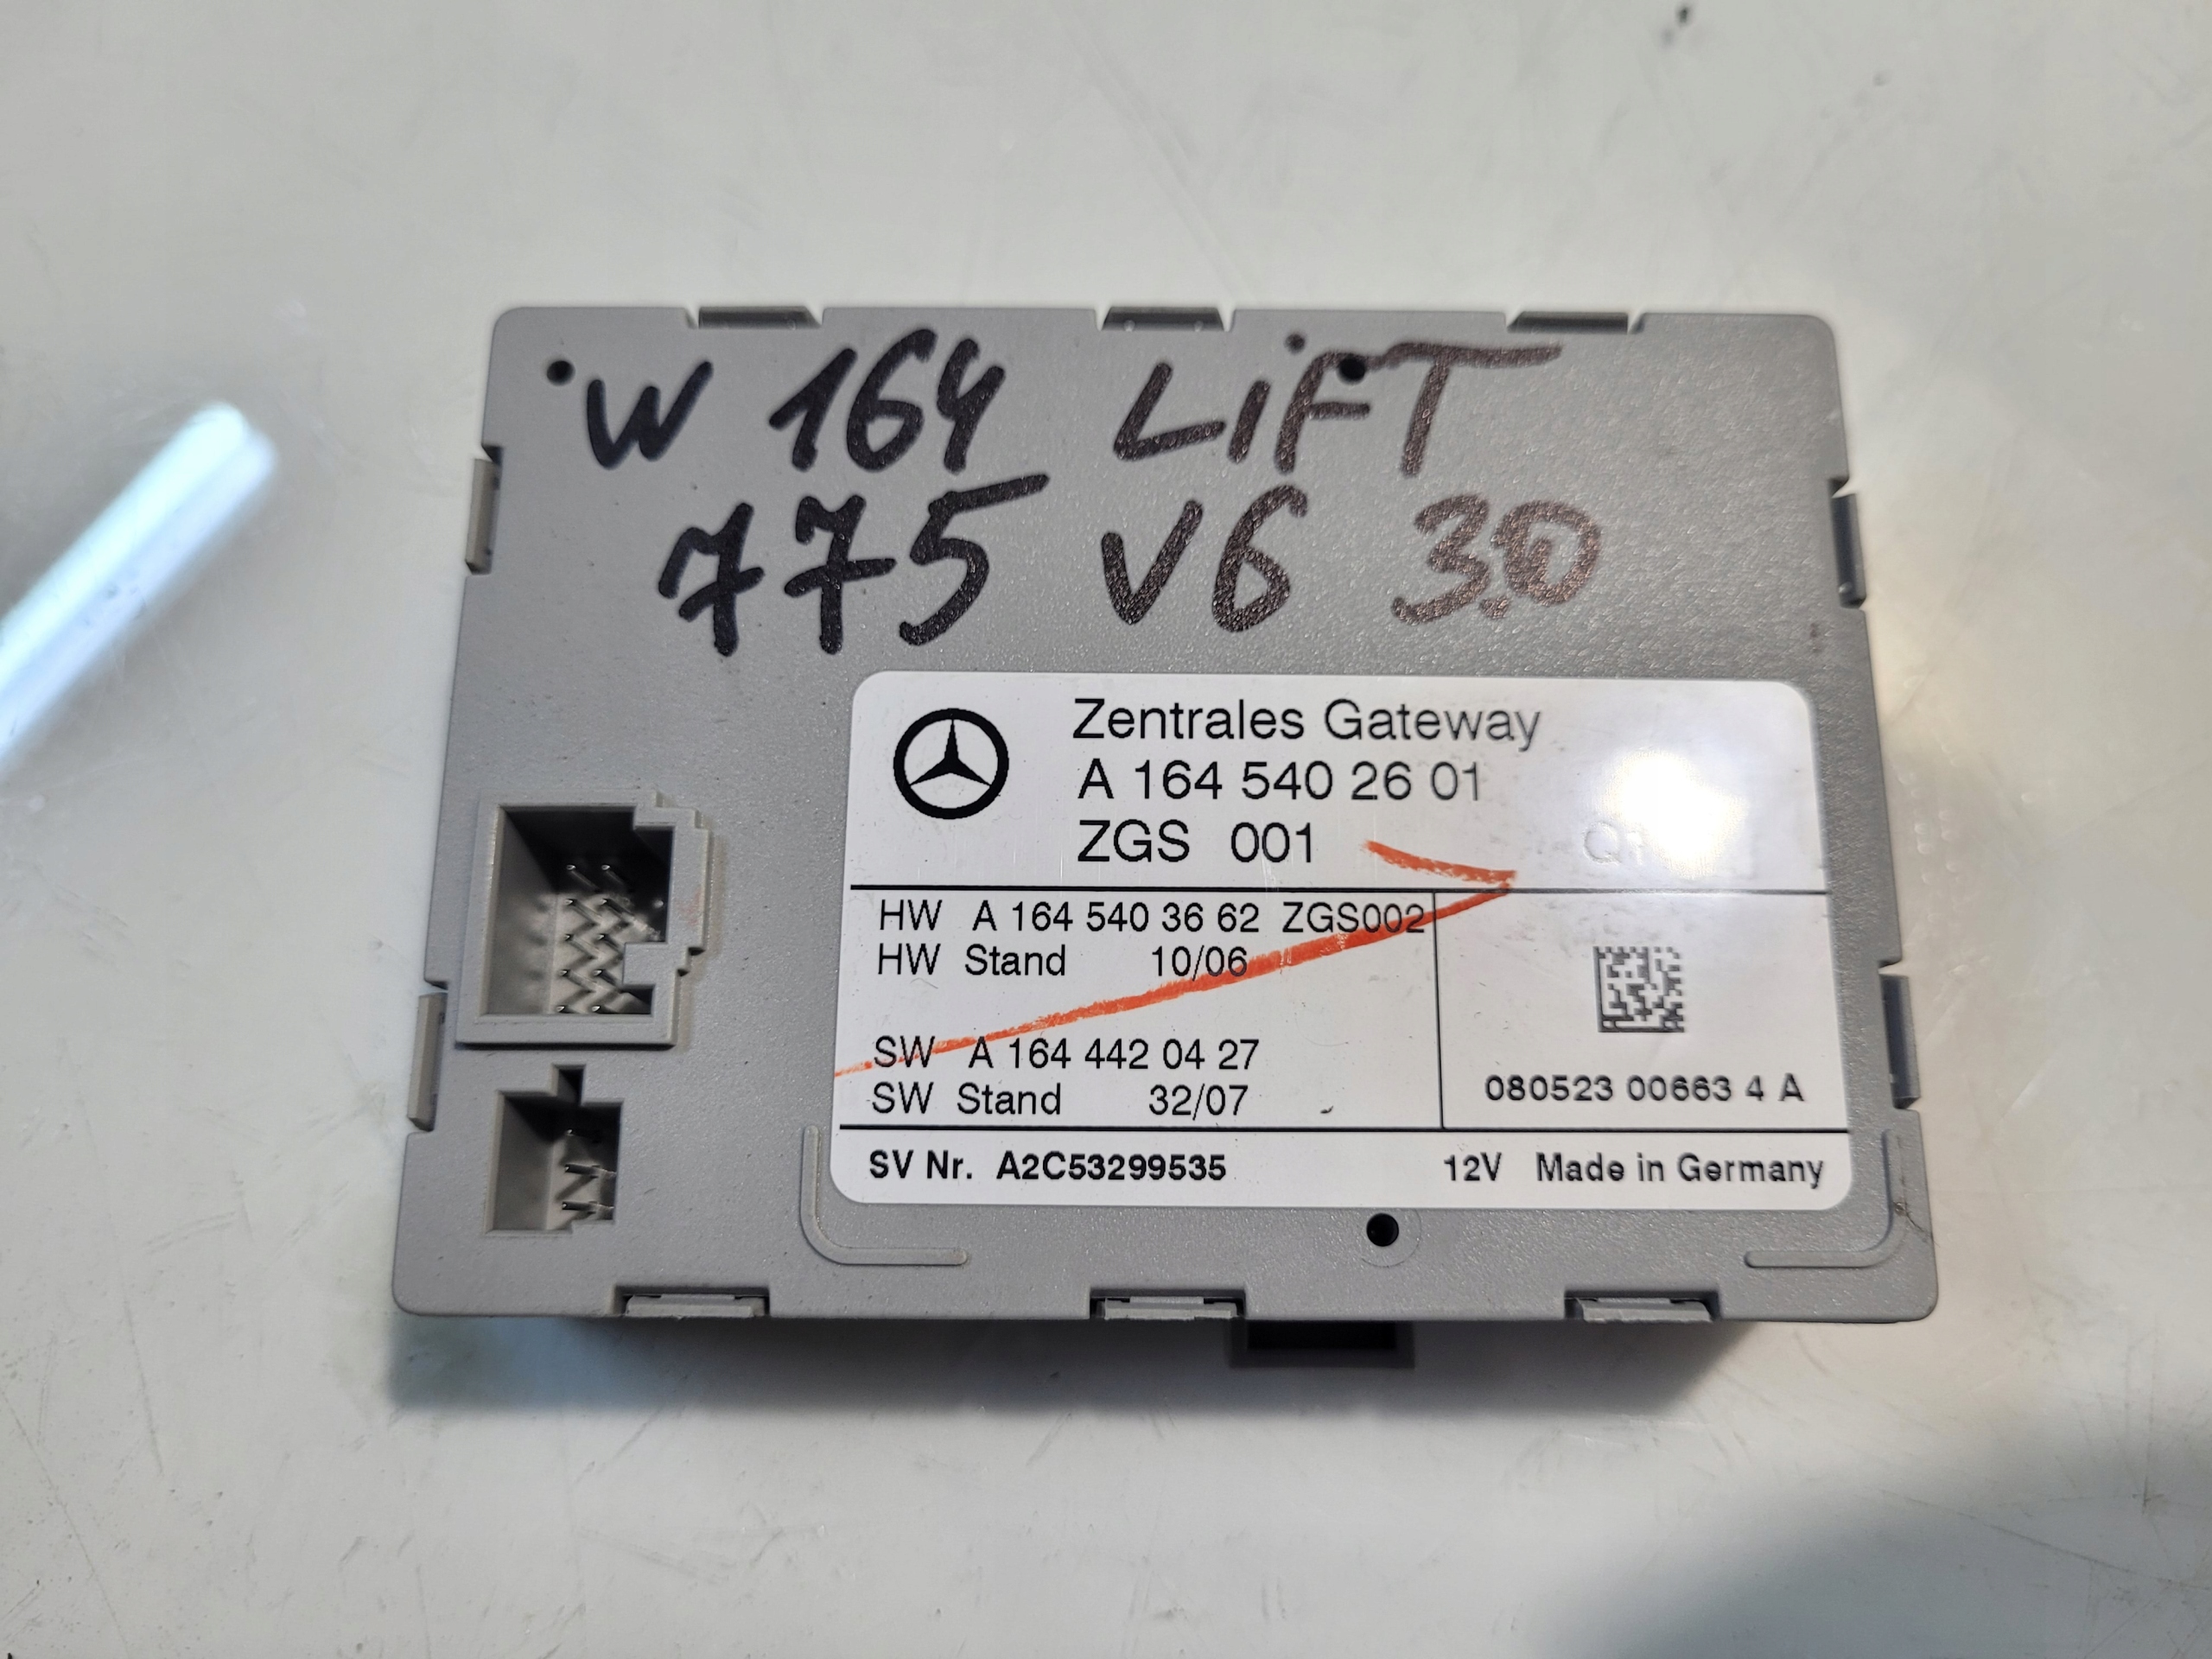 W 164 LiFT
775 V6 3.0
Zentrales Gateway
A 164 540 26 01
ZGS 001
HW A 164 540 36 62 ZGS002
HW Stand 10/06
SW A 164 442 04 27
SW Stand 32/07
080523 00663 4 A
SV Nr. A2C53299535 12V Made in Germany